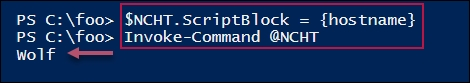 PS C:\foo> $NCHT.ScriptBlock = {hostname}
PS C:\foo> Invoke-Command @NCHT
Wolf